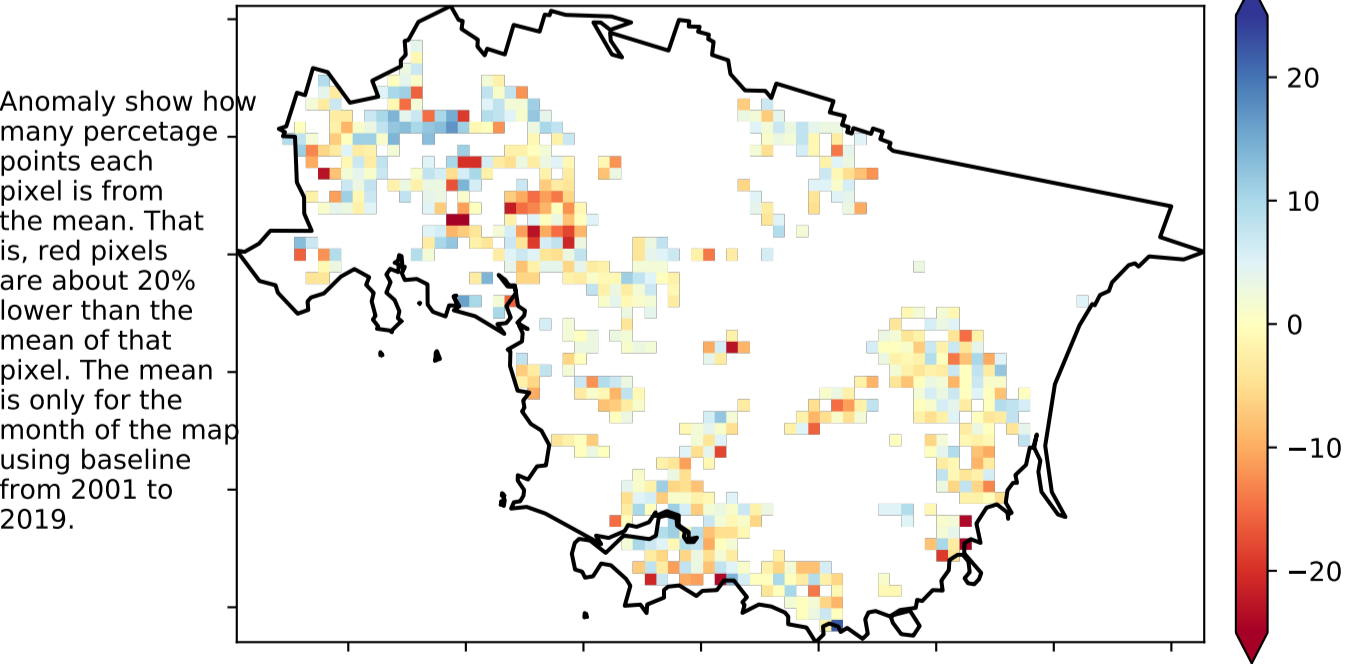 Anomaly show how
many percetage
points each
pixel is from
the mean. That
is, red pixels
are about 20%
lower than the
mean of that
pixel. The mean
is only for the
month of the map
using baseline
from 2001 to
2019.
20
10
0
−10
−20